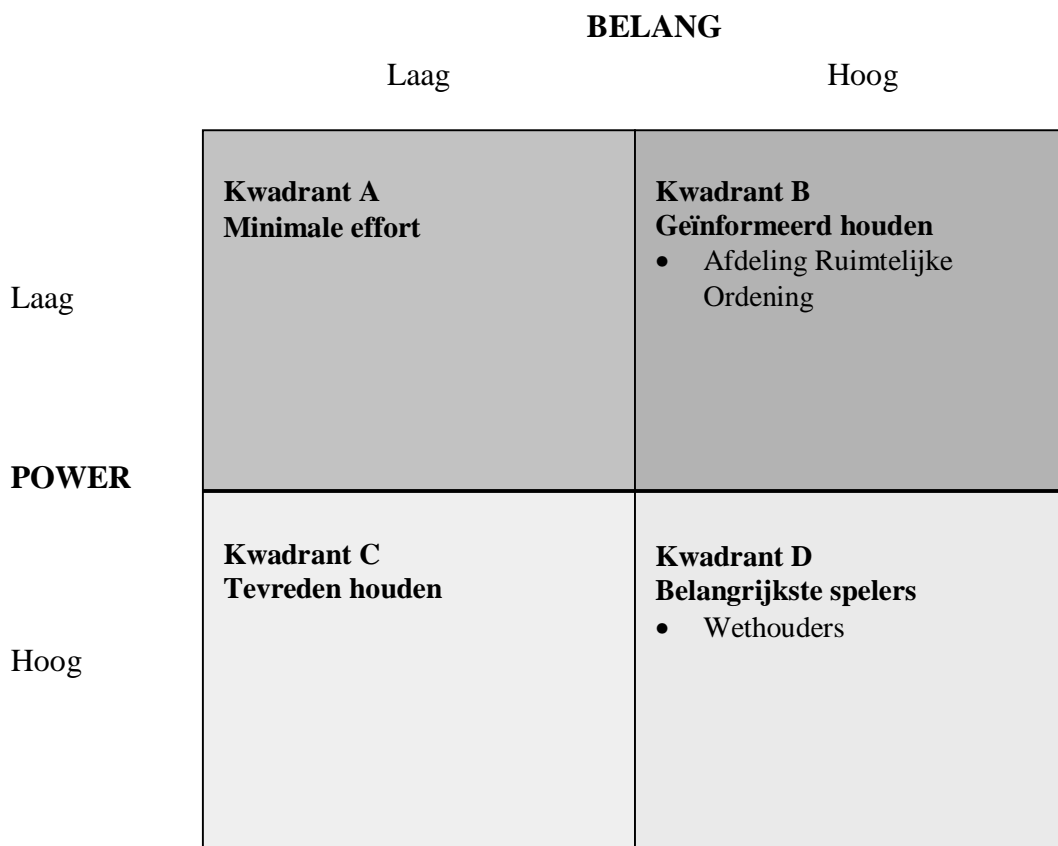 BELANG
Laag Hoog
Kwadrant A
Minimale effort
Kwadrant B
Geïnformeerd houden
• Afdeling Ruimtelijke
Ordening
Laag
POWER
Kwadrant C
Tevreden houden
Kwadrant D
Belangrijkste spelers
• Wethouders
Hoog